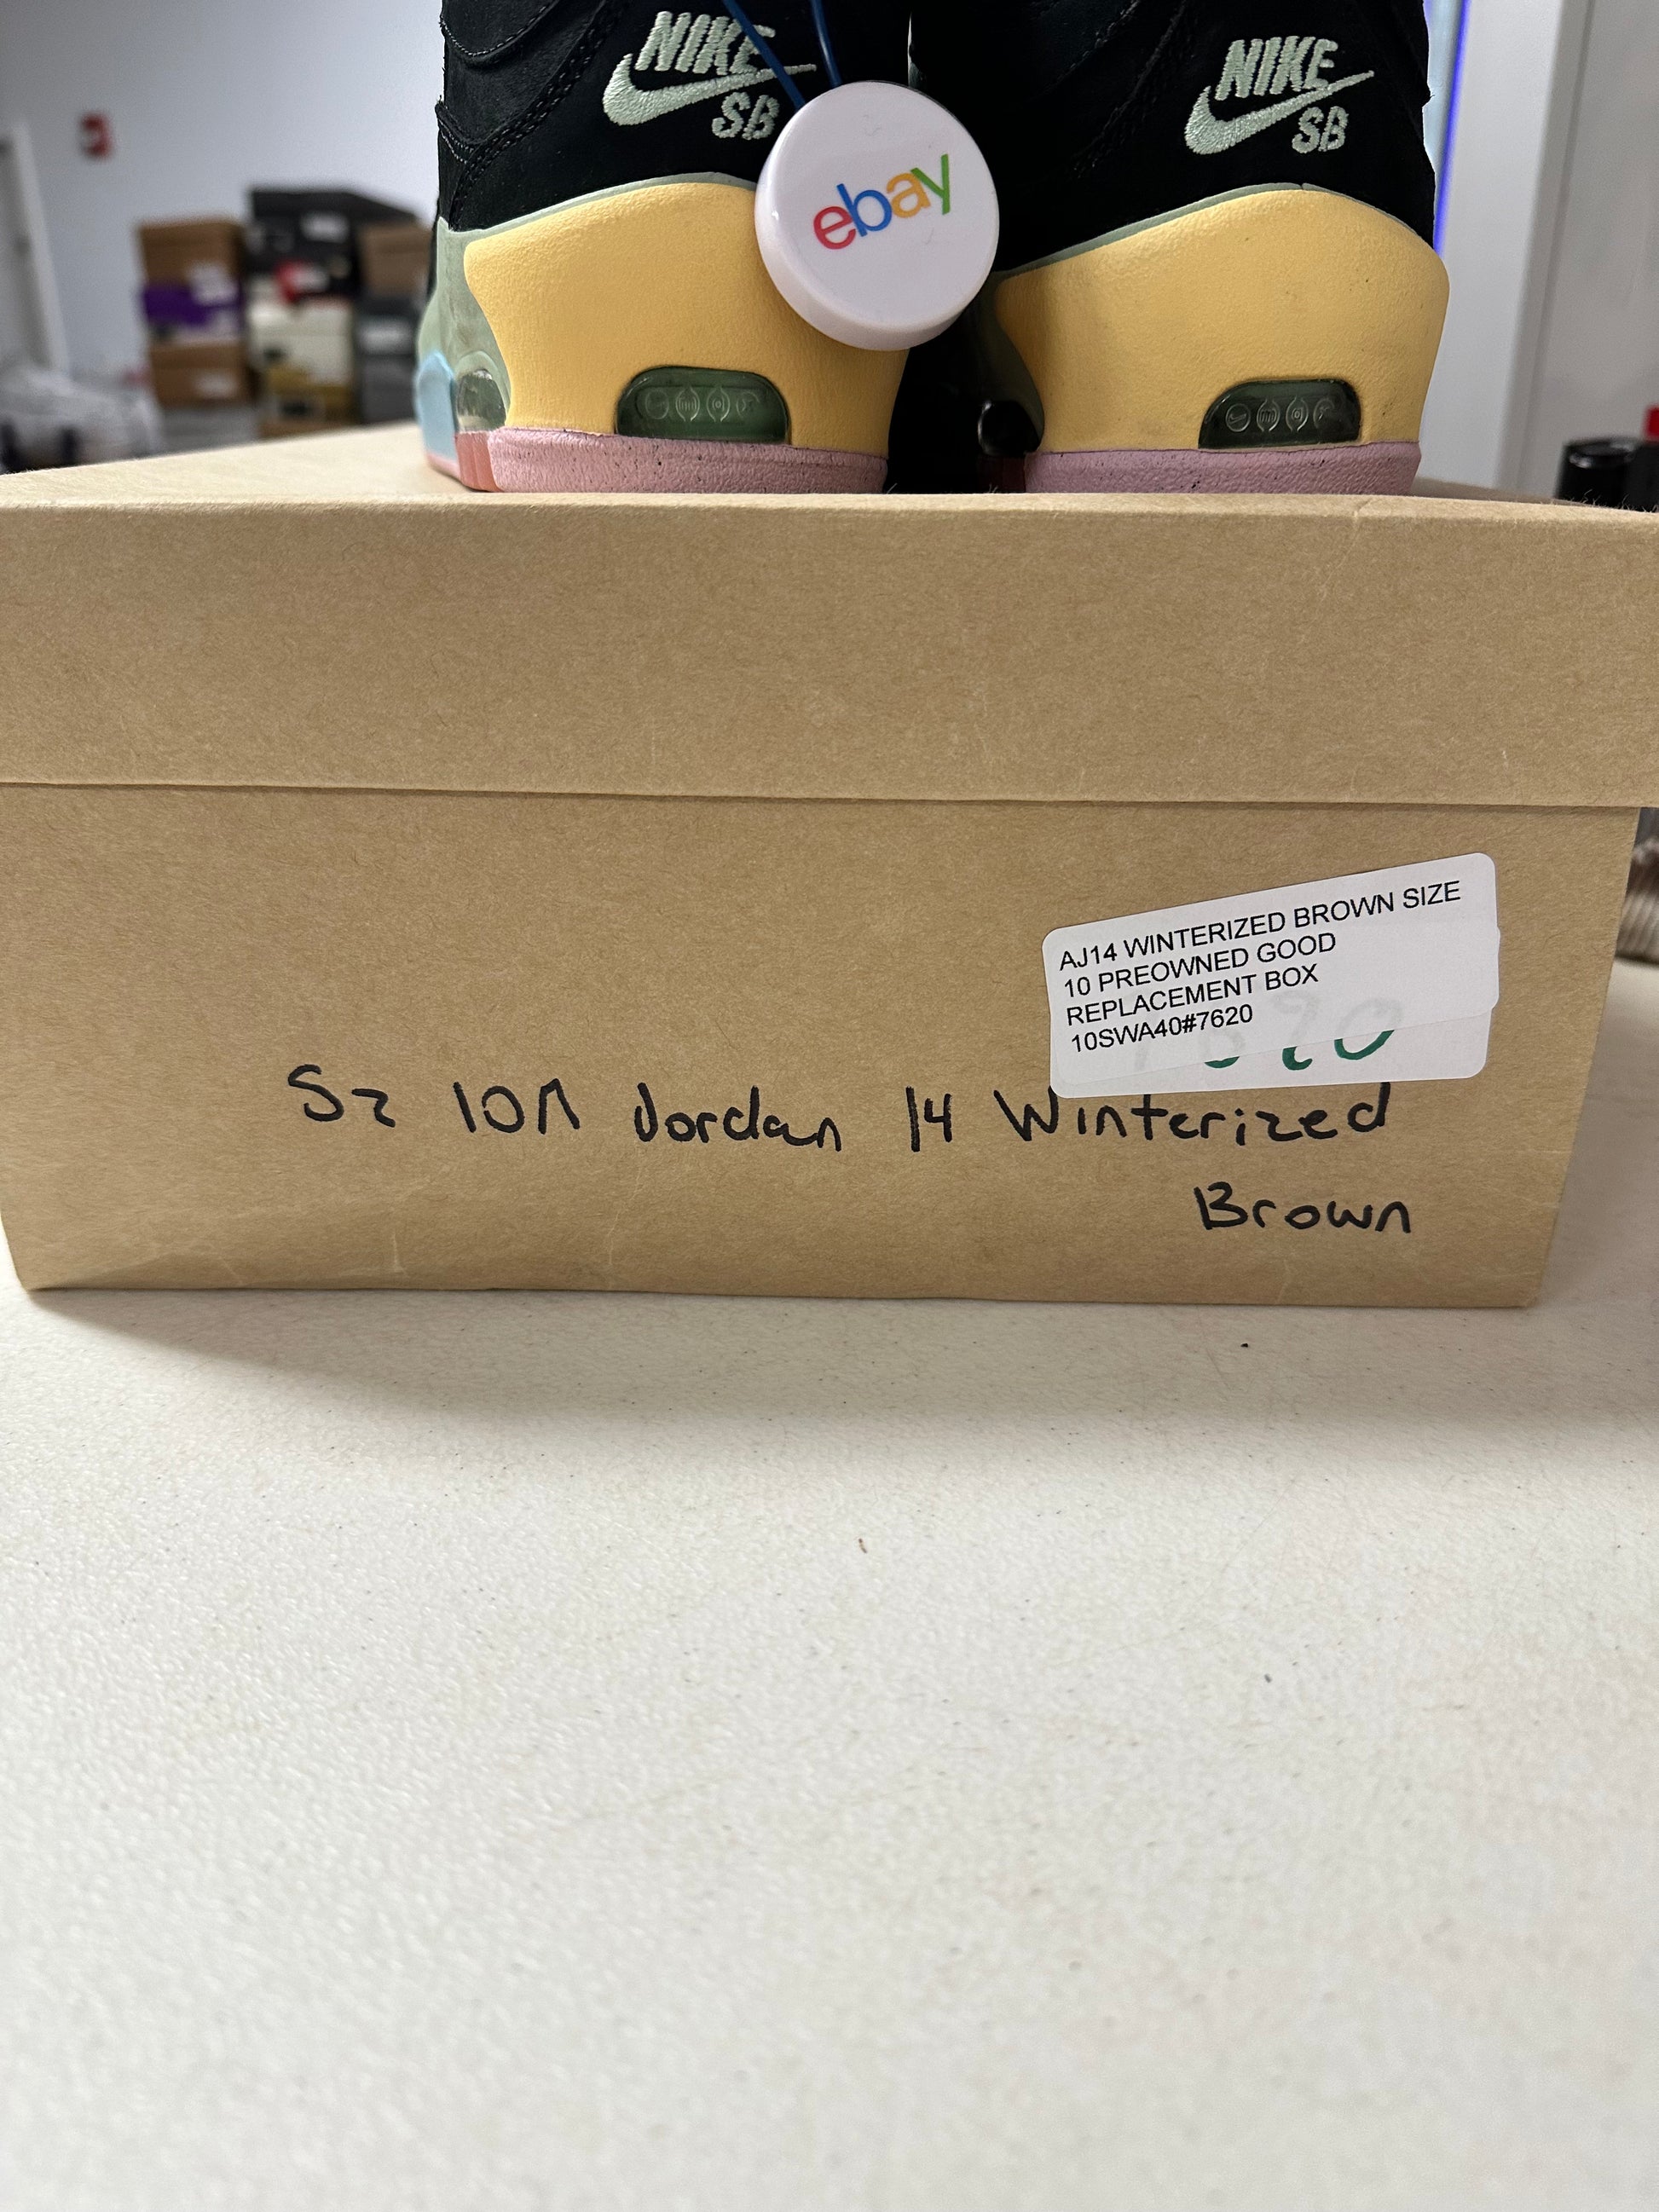 NIKE
SB
NIKE
SB
ebay
AJ14 WINTERIZED BROWN SIZE
10 PREOWNED GOOD
REPLACEMENT BOX
10SWA40#7620
Sz 10M Jordan 14 Winterized
Brown